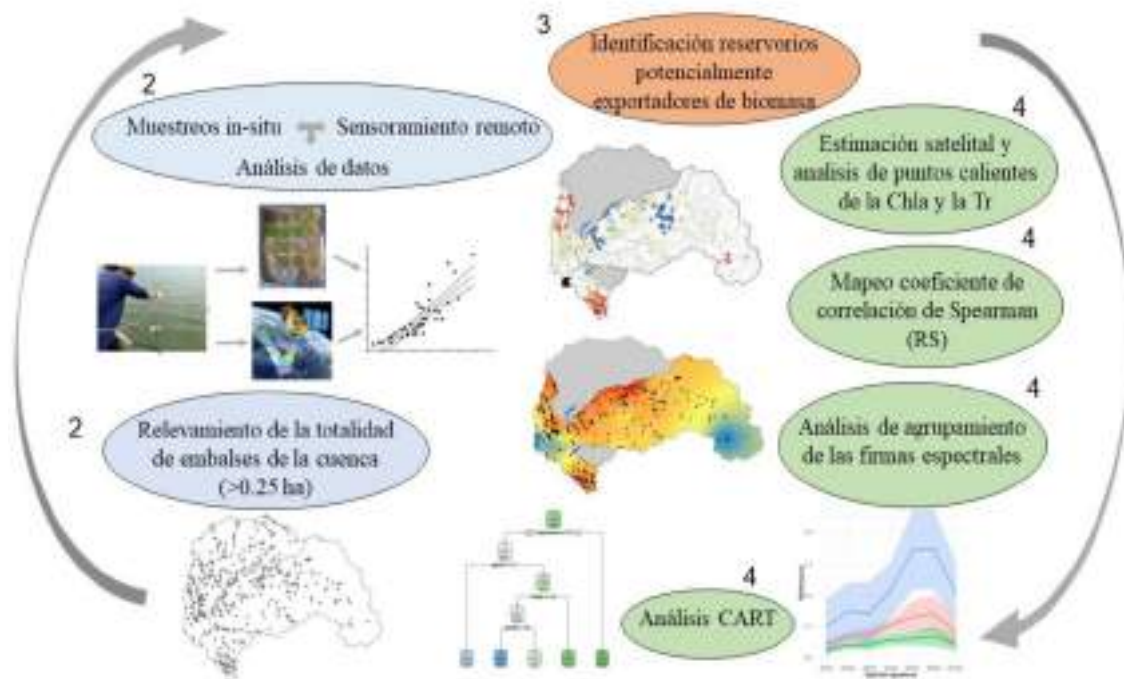 3
Identificación reservorios
potencialmente
exportadores de biomasa
2
Muestreos in-situ
Sensoramiento remoto
Análisis de datos
4
Estimación satelital y
analisis de puntos calientes
de la Chla y la Tr
4
Mapeo coeficiente de
correlación de Spearman
(RS)
2
Relevamiento de la totalidad
de embalses de la cuenca
(>0.25 ha)
4
Análisis de agrupamiento
de las firmas espectrales
4
Análisis CART